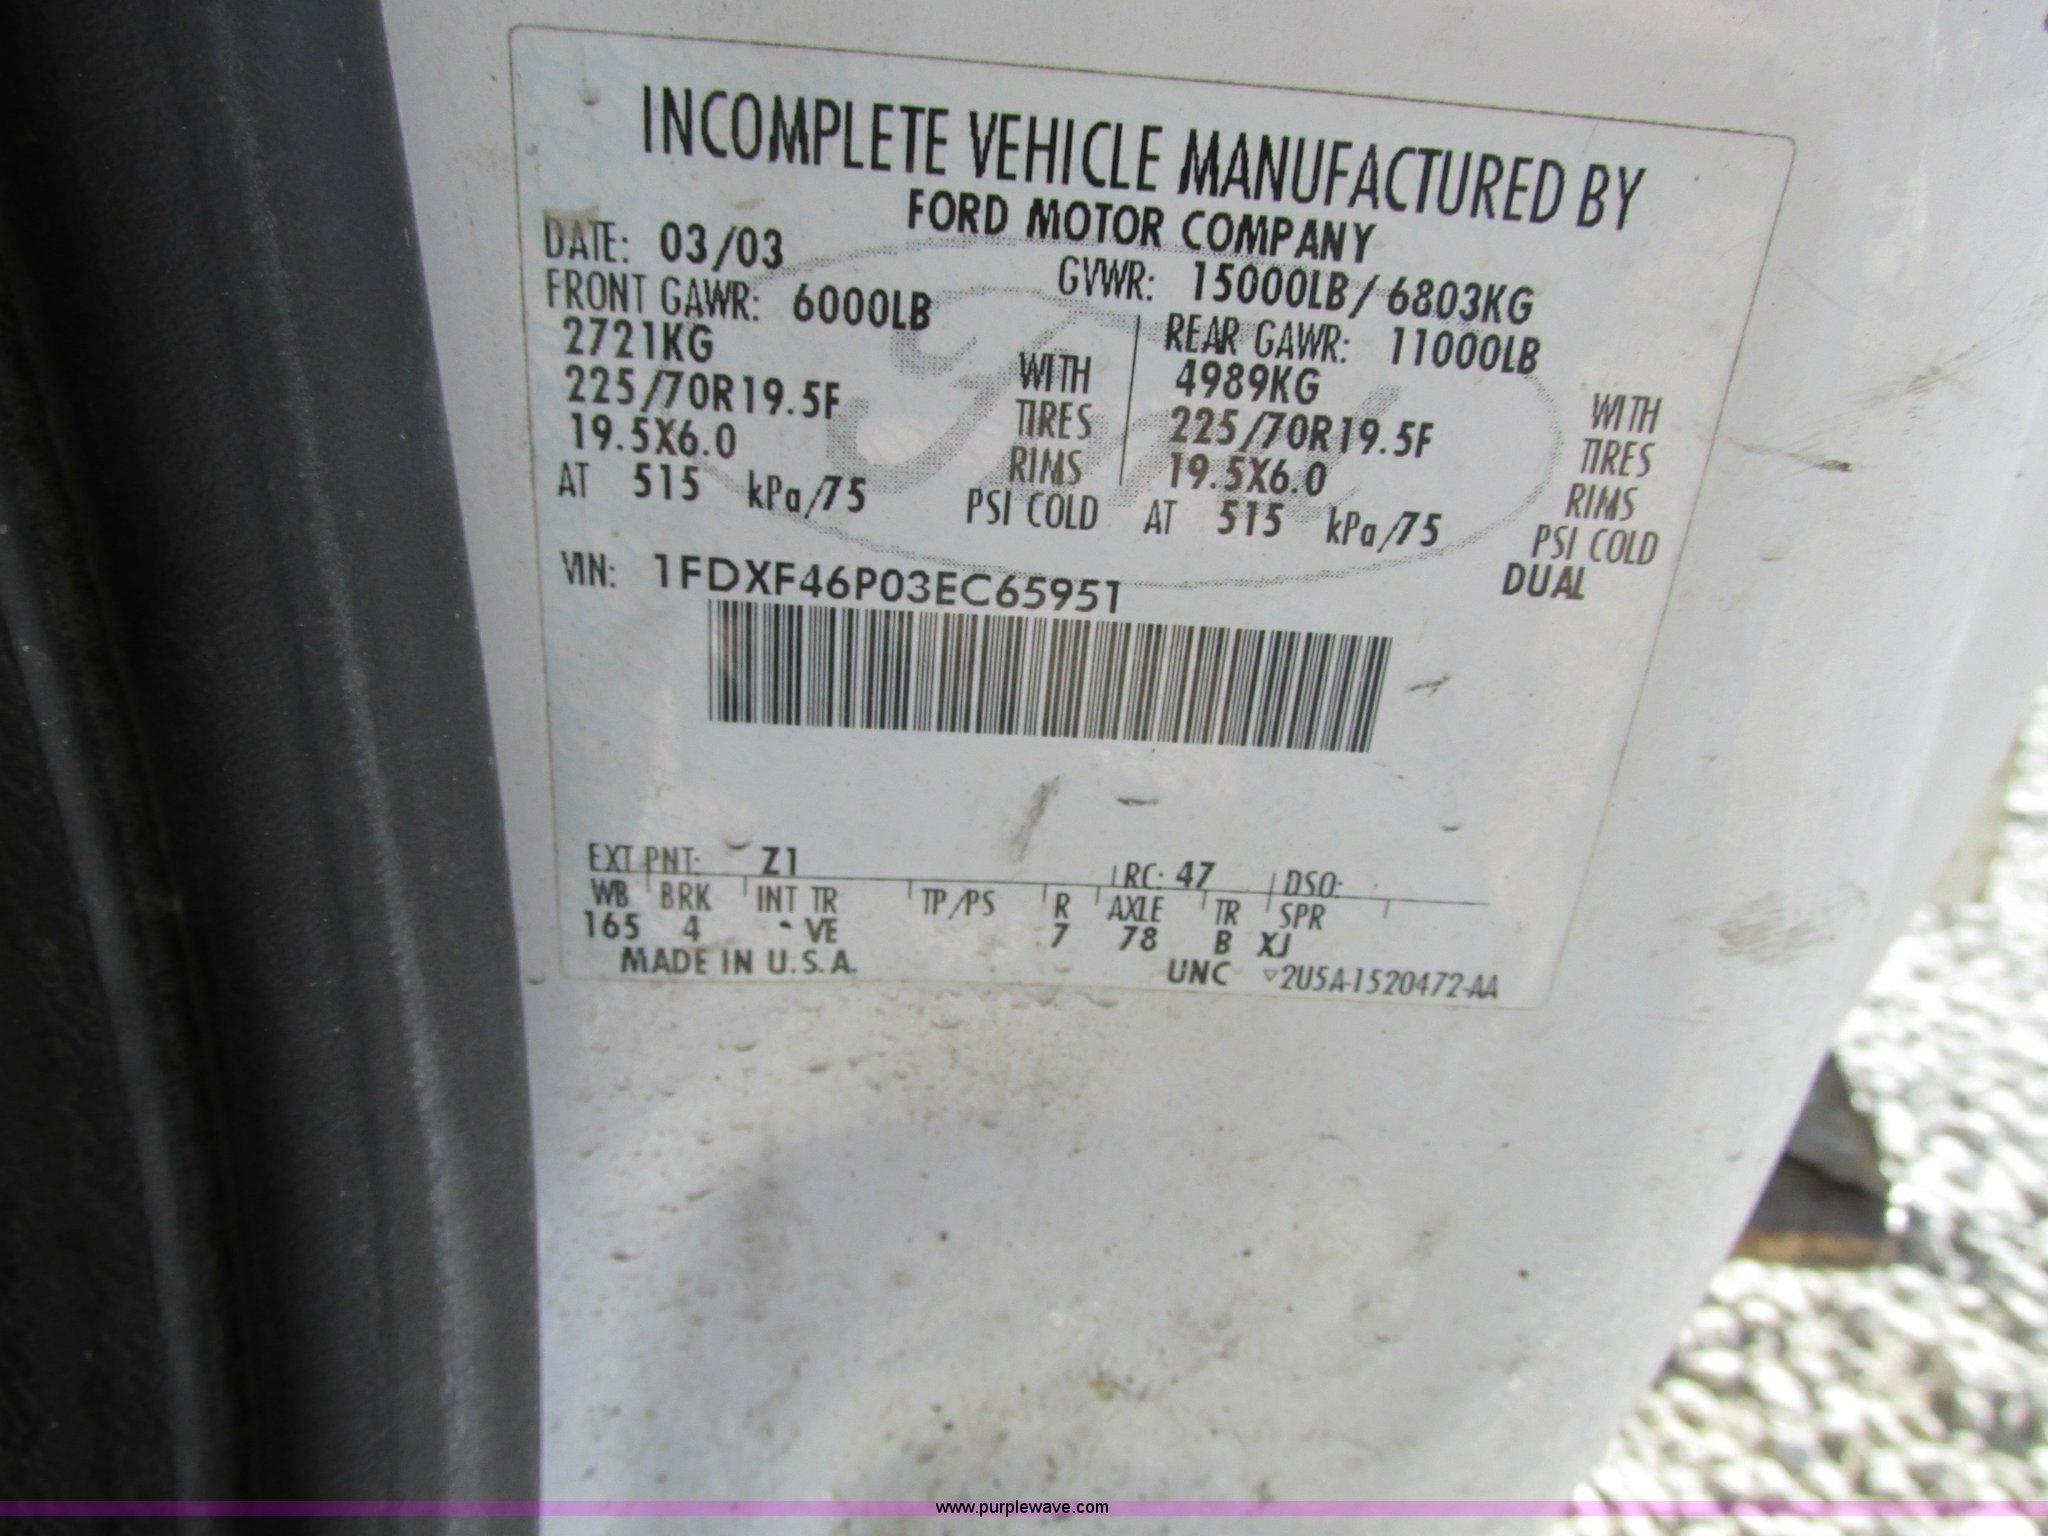 INCOMPLETE VEHICLE MANUFACTURED BY
FORD MOTOR COMPANY
DATE: 03/03
GVWR: 15000LB / 6803KG
FRONT GAWR: 6000LB
2721KG WITH
225/70R19.5F TIRES
19.5X6.0 RIMS
AT 515 kPa/75 PSI COLD
REAR GAWR: 11000LB
4989KG WITH
225/70R19.5F TIRES
19.5X6.0 RIMS
AT 515 kPa/75 PSI COLD
DUAL
Ford
VIN: 1FDXF46P03EC65951
EXT PNT: Z1 RC: 47 DSO:
WB BRK INT TR TP/PS R AXLE TR SPR
165 4 - VE 7 78 B XJ
MADE IN U.S.A. UNC ▽2U5A-1520472-AA
www.purplewave.com